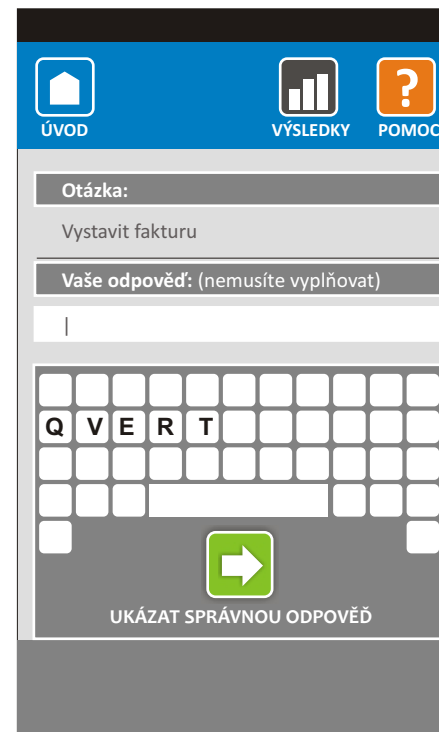 ÚVOD VÝSLEDKY POMOC
Otázka:
Vystavit fakturu
Vaše odpověď: (nemusíte vyplňovat)
|
Q V E R T
UKÁZAT SPRÁVNOU ODPOVĚĎ